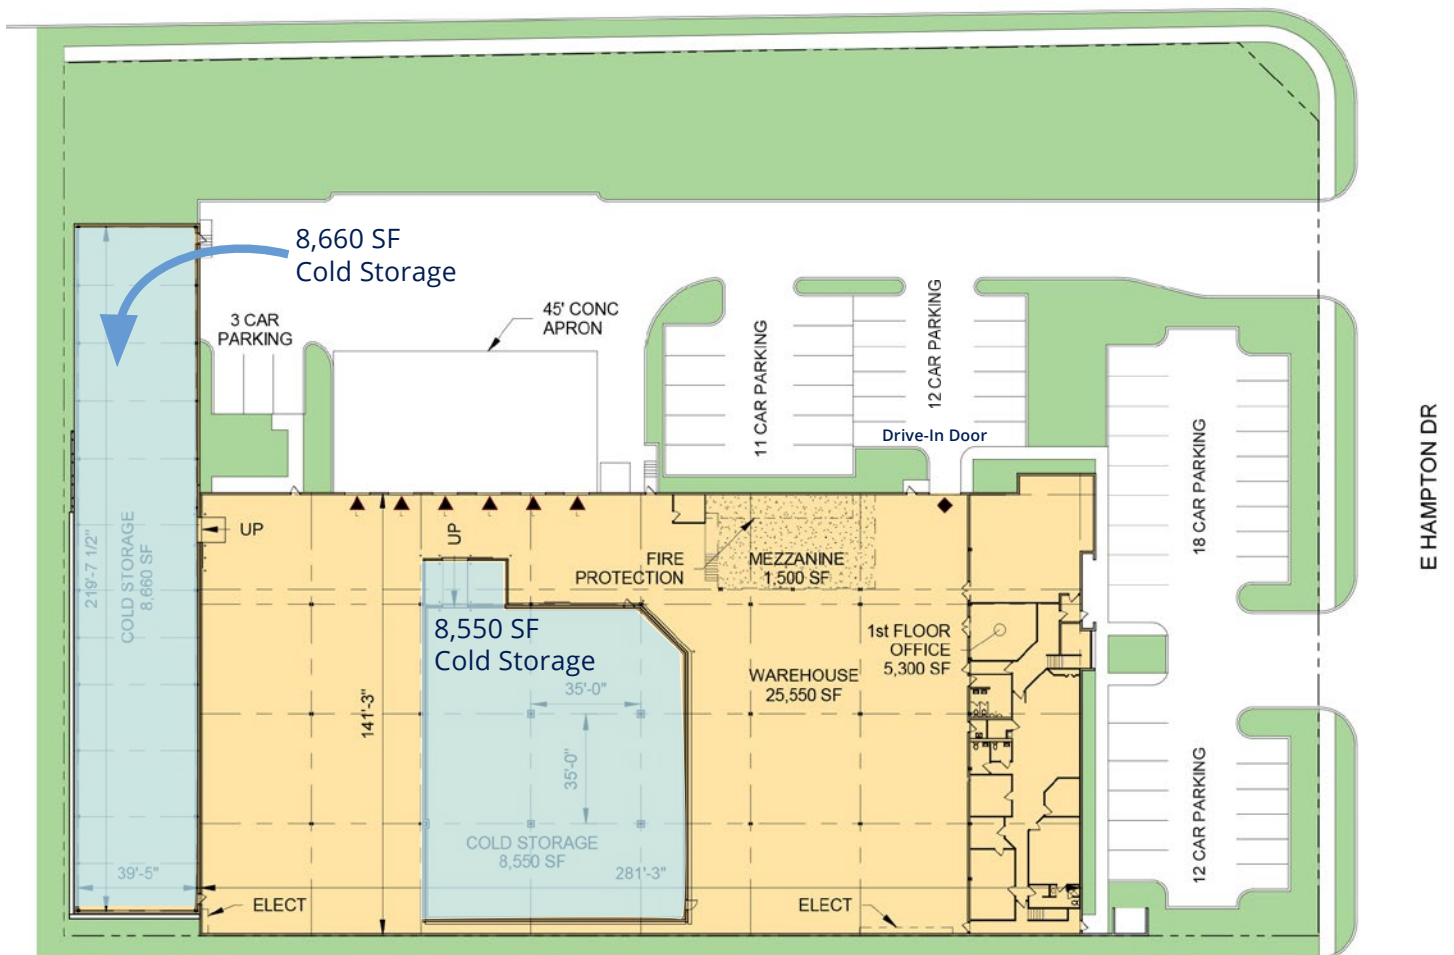 8,660 SF
Cold Storage
3 CAR
PARKING
45' CONC
APRON
11 CAR PARKING
12 CAR PARKING
Drive-In Door
18 CAR PARKING
E HAMPTON DR
UP
UP
FIRE
PROTECTION
MEZZANINE
1,500 SF
219'-7 1/2"
COLD STORAGE
8,660 SF
8,550 SF
Cold Storage
1st FLOOR
OFFICE
5,300 SF
WAREHOUSE
25,550 SF
35'-0"
141'-3"
35'-0"
COLD STORAGE
8,550 SF
281'-3"
39'-5"
ELECT
ELECT
12 CAR PARKING